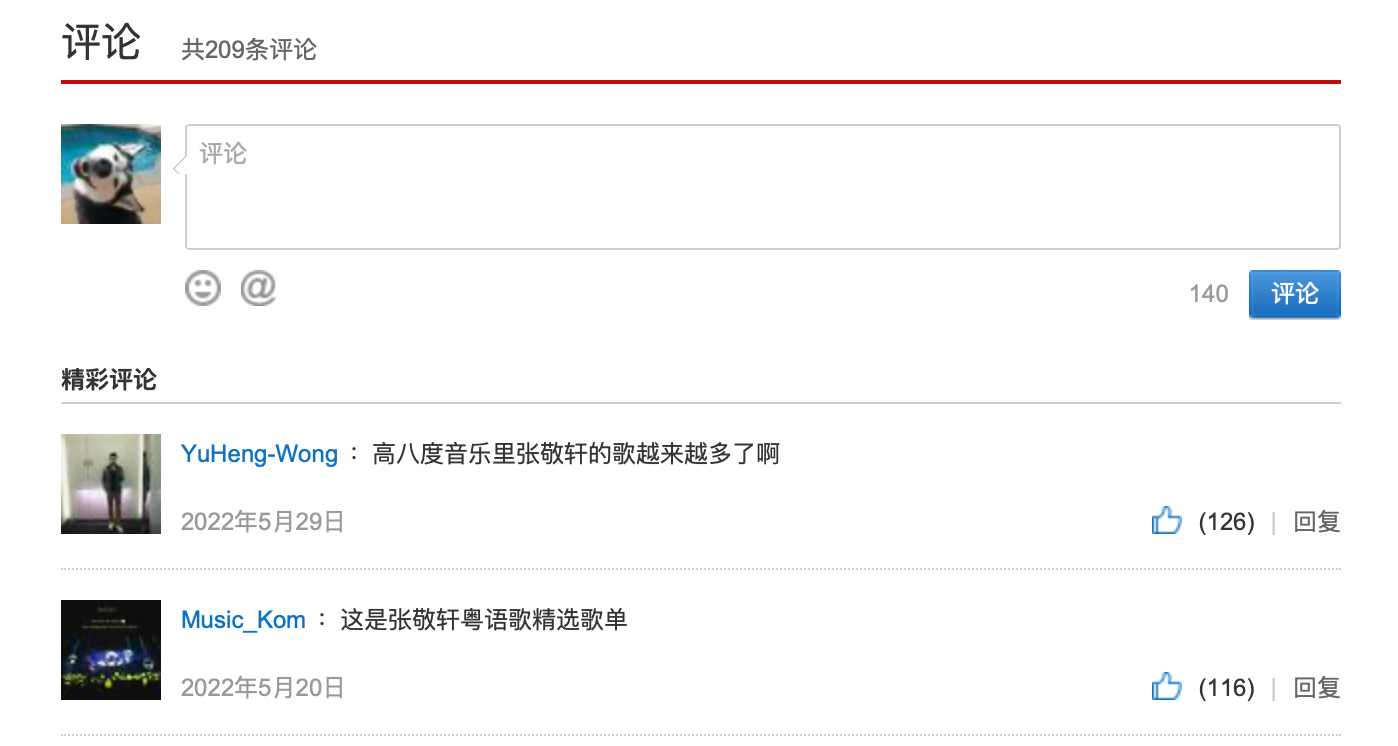 评论 共209条评论
评论
@
140 评论
精彩评论
YuHeng-Wong：高八度音乐里张敬轩的歌越来越多了啊
2022年5月29日 (126) | 回复
Music_Kom：这是张敬轩粤语歌精选歌单
2022年5月20日 (116) | 回复